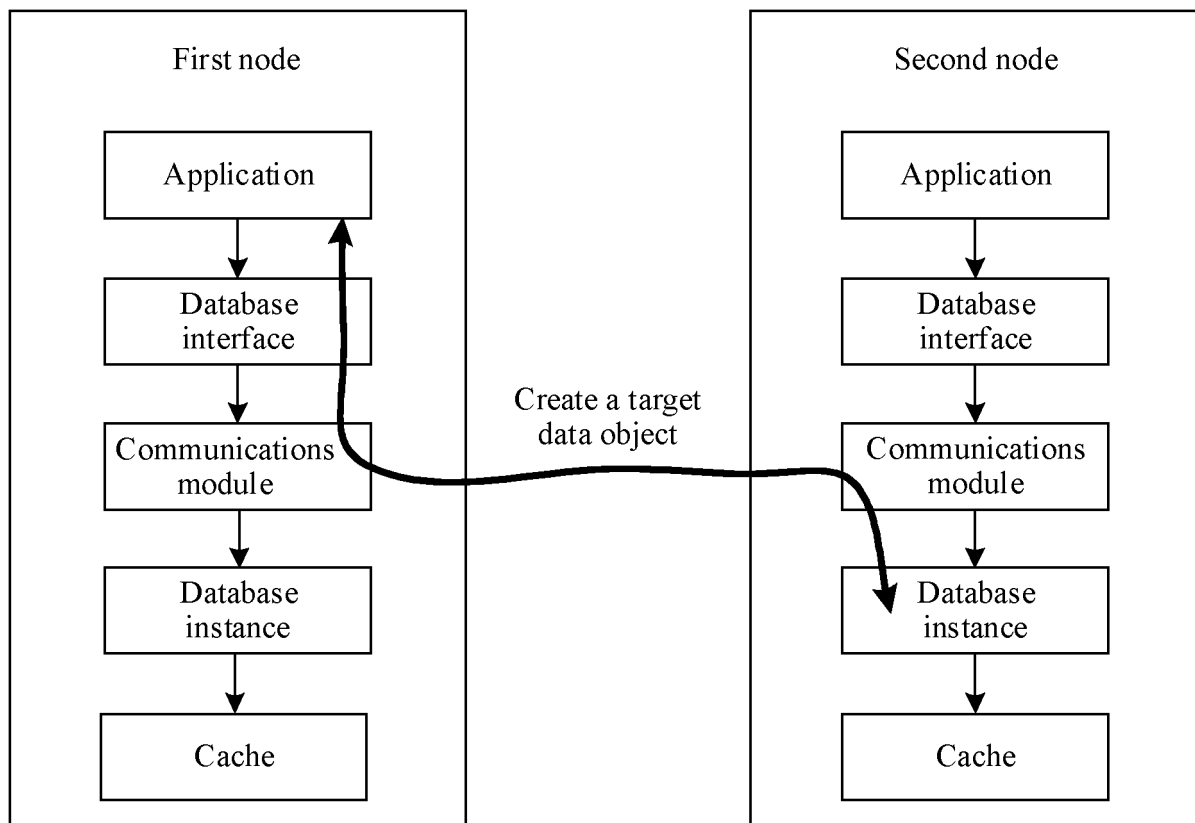 First node
Application
Database
interface
Communications
module
Database
instance
Cache
Create a target
data object
Second node
Application
Database
interface
Communications
module
Database
instance
Cache